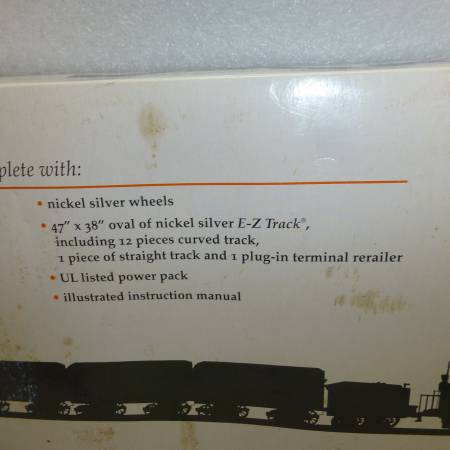 plete with:
• nickel silver wheels
• 47" x 38" oval of nickel silver E-Z Track®,
including 12 pieces curved track,
1 piece of straight track and 1 plug-in terminal rerailer
• UL listed power pack
• illustrated instruction manual